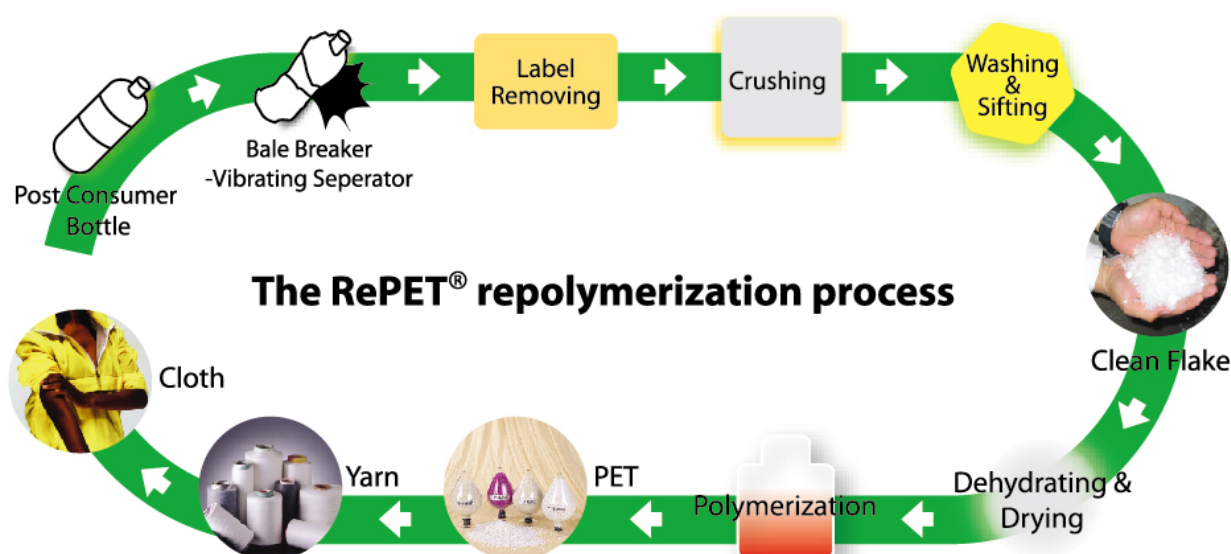 Post Consumer
Bottle
Bale Breaker
-Vibrating Seperator
Label
Removing
Crushing
Washing
&
Sifting
The RePET® repolymerization process
Clean Flake
Dehydrating &
Drying
Polymerization
PET
Yarn
Cloth